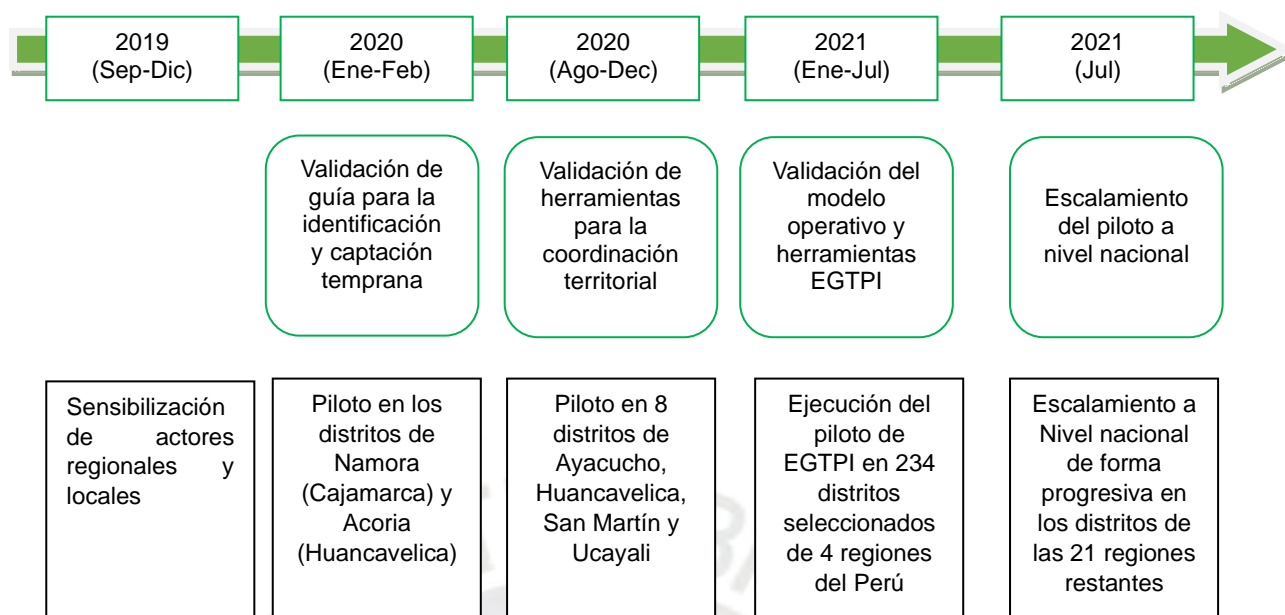 2019
(Sep-Dic)
2020
(Ene-Feb)
2020
(Ago-Dec)
2021
(Ene-Jul)
2021
(Jul)
Validación de
guía para la
identificación
y captación
temprana
Validación de
herramientas
para la
coordinación
territorial
Validación del
modelo
operativo y
herramientas
EGTPI
Escalamiento
del piloto a
nivel nacional
Sensibilización
de actores
regionales y
locales
Piloto en los
distritos de
Namora
(Cajamarca) y
Acoria
(Huancavelica)
Piloto en 8
distritos de
Ayacucho,
Huancavelica,
San Martín y
Ucayali
Ejecución del
piloto de
EGTPI en 234
distritos
seleccionados
de 4 regiones
del Perú
Escalamiento a
Nivel nacional
de forma
progresiva en
los distritos de
las 21 regiones
restantes